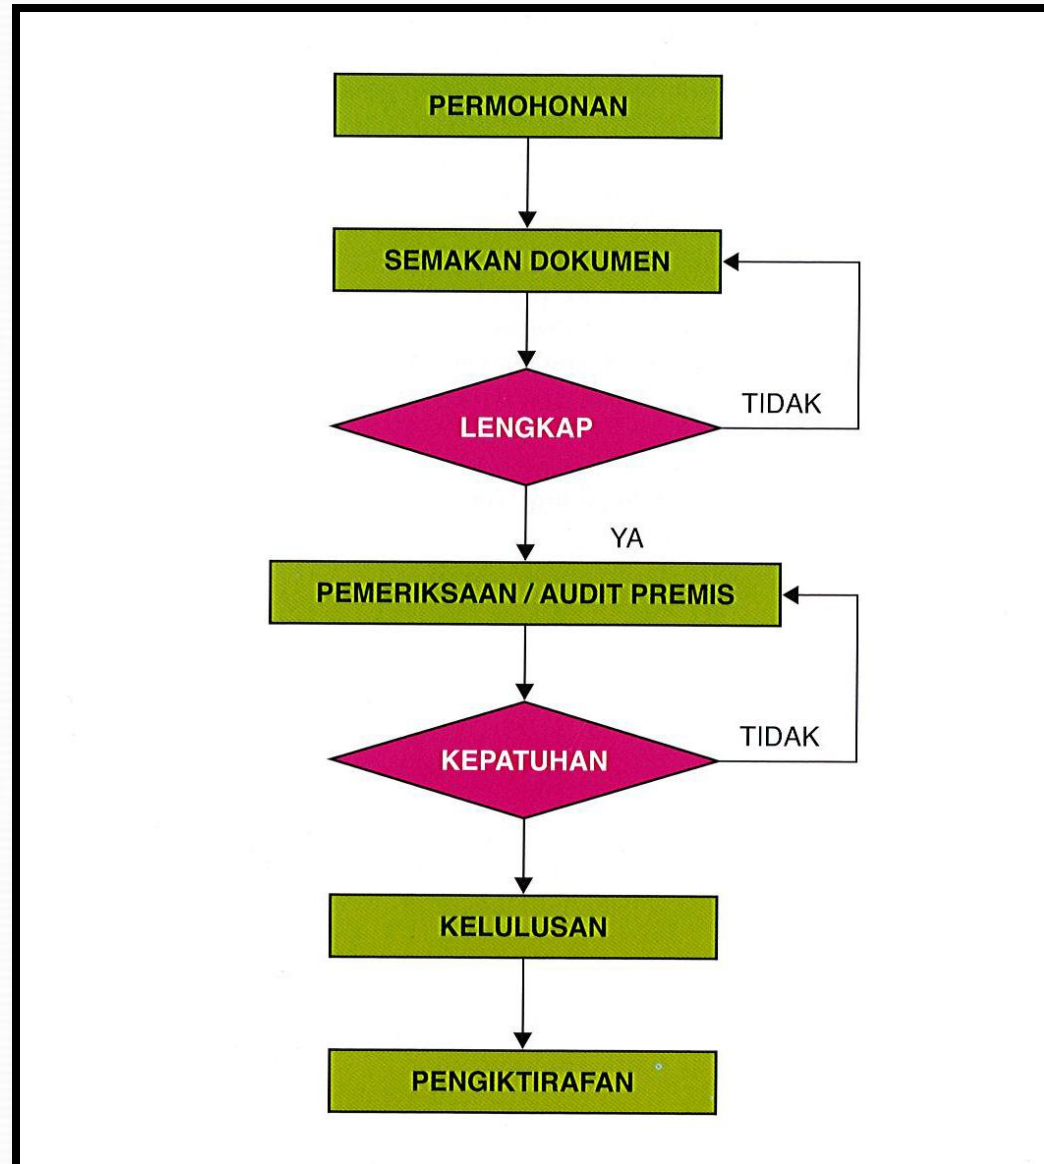 PERMOHONAN
SEMAKAN DOKUMEN
LENGKAP
TIDAK
YA
PEMERIKSAAN / AUDIT PREMIS
KEPATUHAN
TIDAK
KELULUSAN
PENGIKTIRAFAN